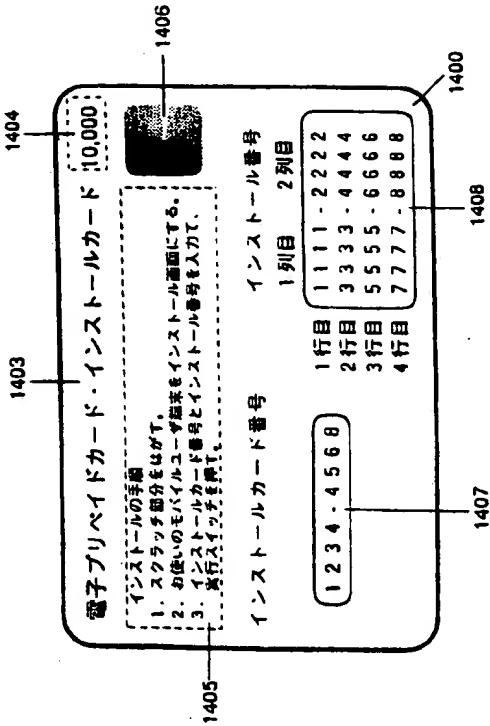 1403
1404
電子プリペイドカード・インストールカード
10,000
1406
インストールの手順
1. スクラッチ部分をはがす。
2. お使いのモバイルユーザ端末をインストール画面にする。
3. インストールカード番号とインストール番号を入力て、
実行スイッチを押す。
1405
インストールカード番号
インストール番号
1列目 2列目
1234-4568
1行目 1111-2222
2行目 3333-4444
3行目 5555-6666
4行目 7777-8888
1407
1408
1400